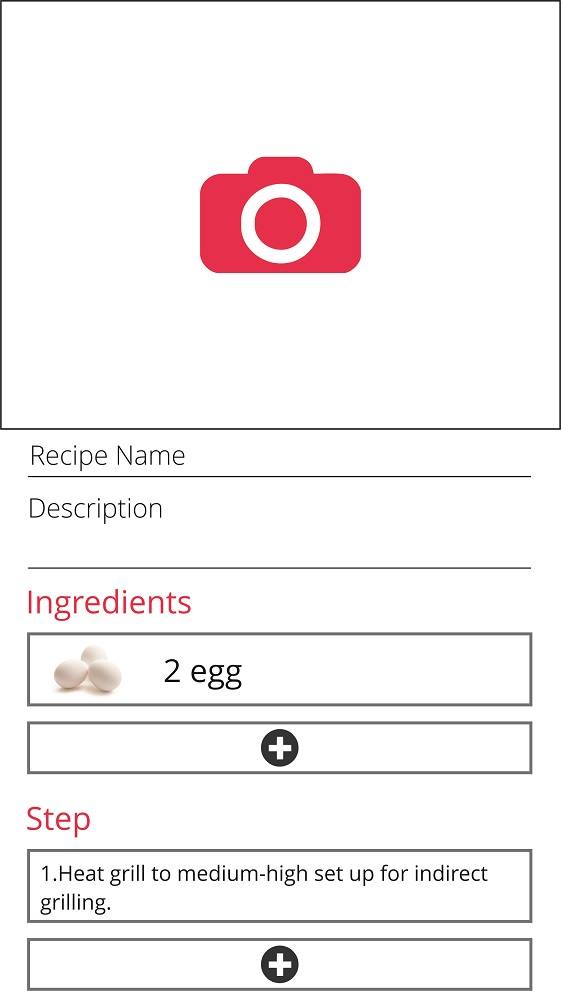 Recipe Name
Description
Ingredients
2 egg
Step
1.Heat grill to medium-high set up for indirect
grilling.